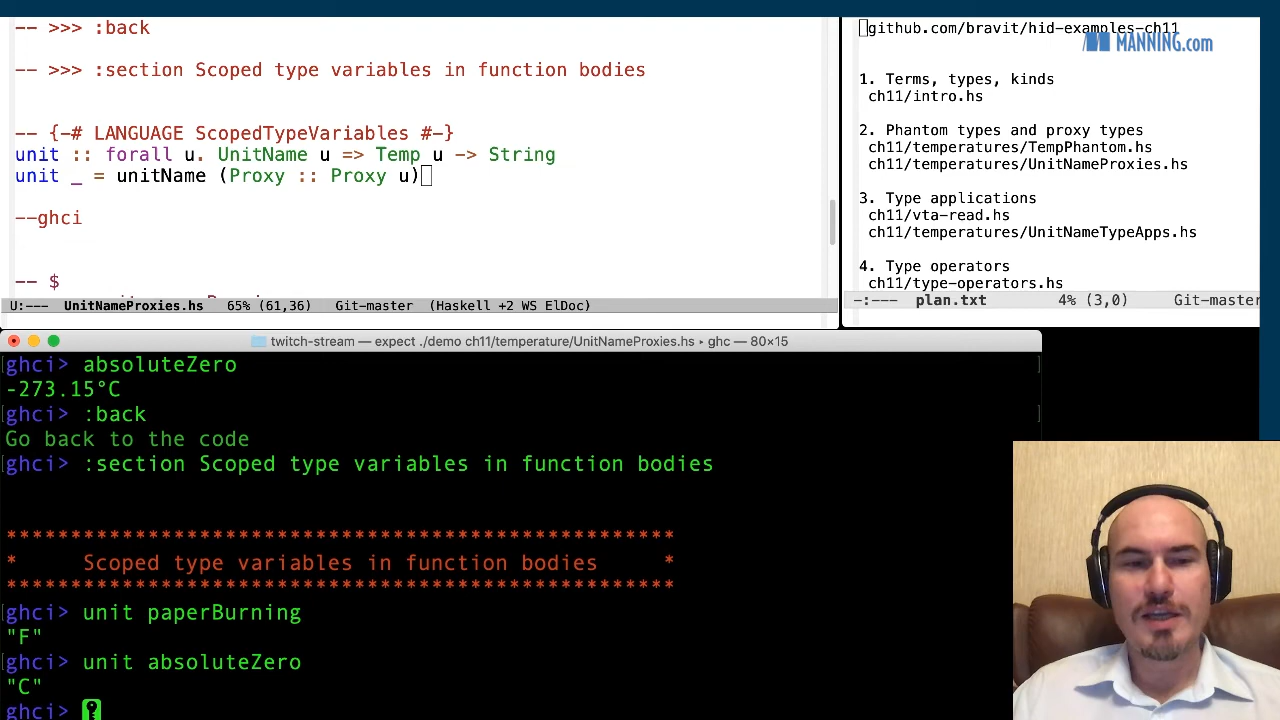 -- >>> :back
-- >>> :section Scoped type variables in function bodies
-- {-# LANGUAGE ScopedTypeVariables #-}
unit :: forall u. UnitName u => Temp u -> String
unit _ = unitName (Proxy :: Proxy u)
--ghci
-- $
U:--- UnitNameProxies.hs 65% (61,36) Git-master (Haskell +2 WS ElDoc)
github.com/bravit/hid-examples-ch11
MANNING.com
1. Terms, types, kinds
ch11/intro.hs
2. Phantom types and proxy types
ch11/temperatures/TempPhantom.hs
ch11/temperatures/UnitNameProxies.hs
3. Type applications
ch11/vta-read.hs
ch11/temperatures/UnitNameTypeApps.hs
4. Type operators
ch11/type-operators.hs
-:--- plan.txt 4% (3,0) Git-master
twitch-stream — expect ./demo ch11/temperature/UnitNameProxies.hs ▸ ghc — 80×15
ghci> absoluteZero
-273.15°C
ghci> :back
Go back to the code
ghci> :section Scoped type variables in function bodies
**************************************************************
* Scoped type variables in function bodies *
**************************************************************
ghci> unit paperBurning
"F"
ghci> unit absoluteZero
"C"
ghci>